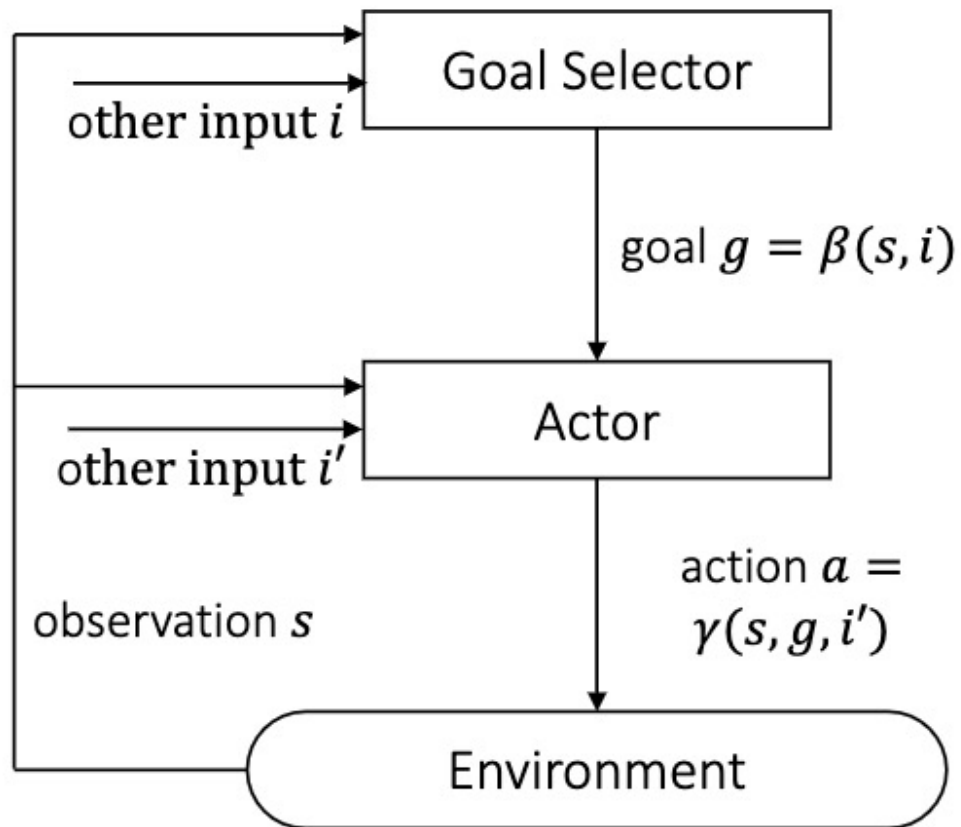 Goal Selector
other input i
goal g = β(s, i)
Actor
other input i′
action a =
γ(s, g, i′)
observation s
Environment